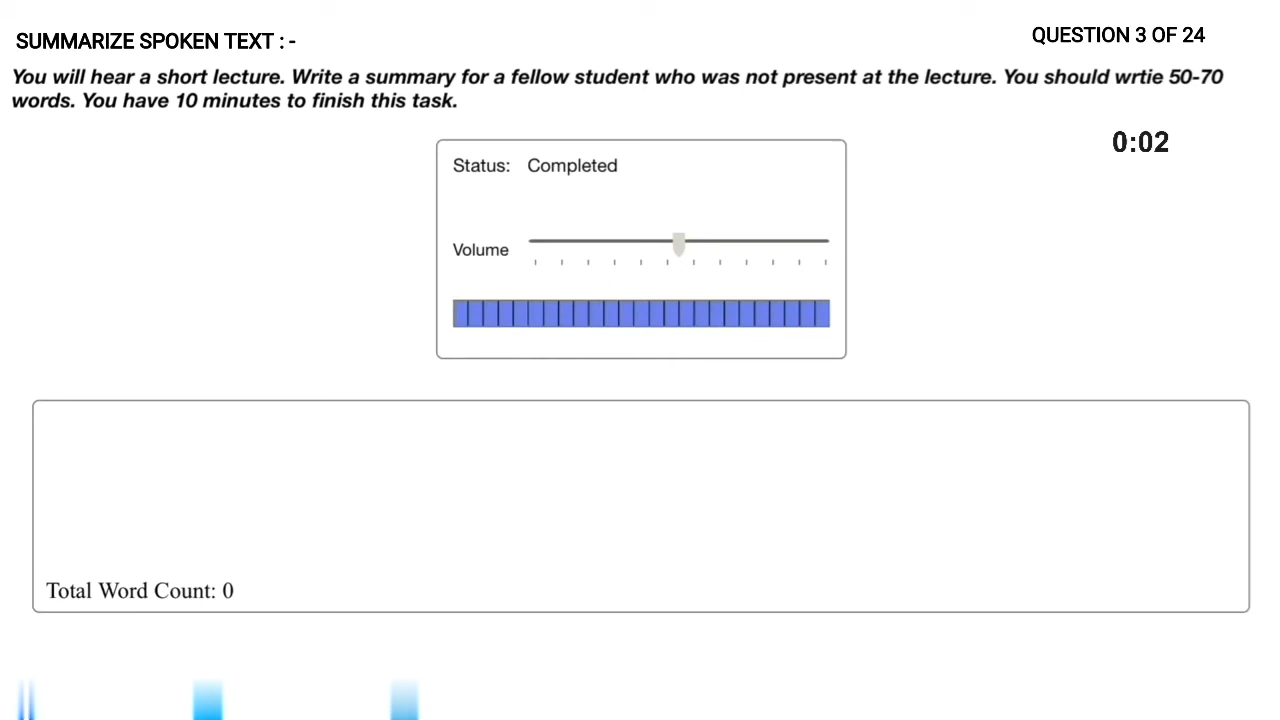 SUMMARIZE SPOKEN TEXT : -
QUESTION 3 OF 24
You will hear a short lecture. Write a summary for a fellow student who was not present at the lecture. You should wrtie 50-70
words. You have 10 minutes to finish this task.
0:02
Status: Completed
Volume
Total Word Count: 0